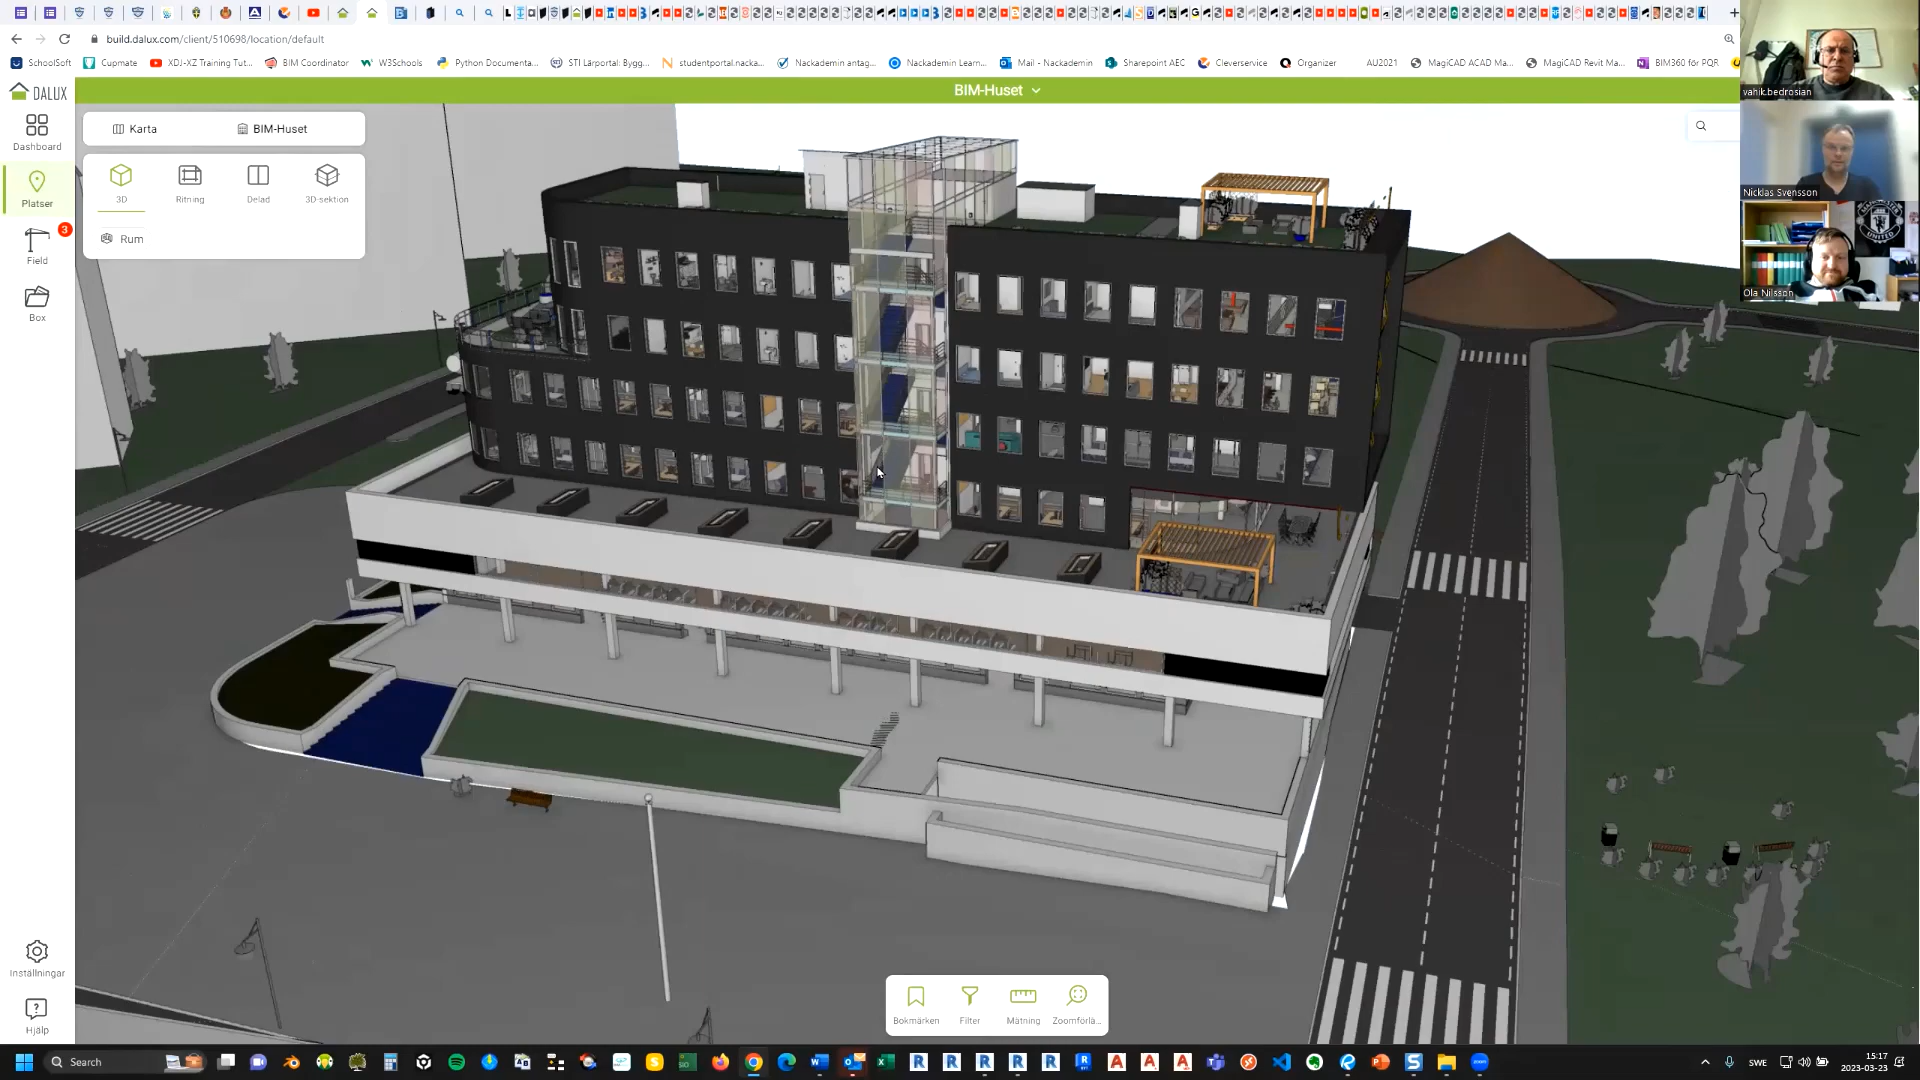 build.dalux.com/client/510698/location/default
SchoolSoft
Cupmate
XDJ-XZ Training Tut...
BIM Coordinator
W3Schools
Python Documenta...
STI Lärportal: Bygg...
studentportal.nacka...
Nackademin antag...
Nackademin Learn...
Mail - Nackademin
Sharepoint AEC
Cleverservice
Organizer
AU2021
MagiCAD ACAD Ma...
MagiCAD Revit Ma...
BIM360 för PQR
DALUX
BIM-Huset
Karta
BIM-Huset
3D
Ritning
Delad
3D-sektion
Rum
Dashboard
Platser
3
Field
Box
Inställningar
Hjälp
vahik.bedrosian
Nicklas Svensson
MANCHESTER
UNITED
Ola Nilsson
Bokmärken
Filter
Mätning
Zoomförlä...
Search
SWE
15:17
2023-03-23